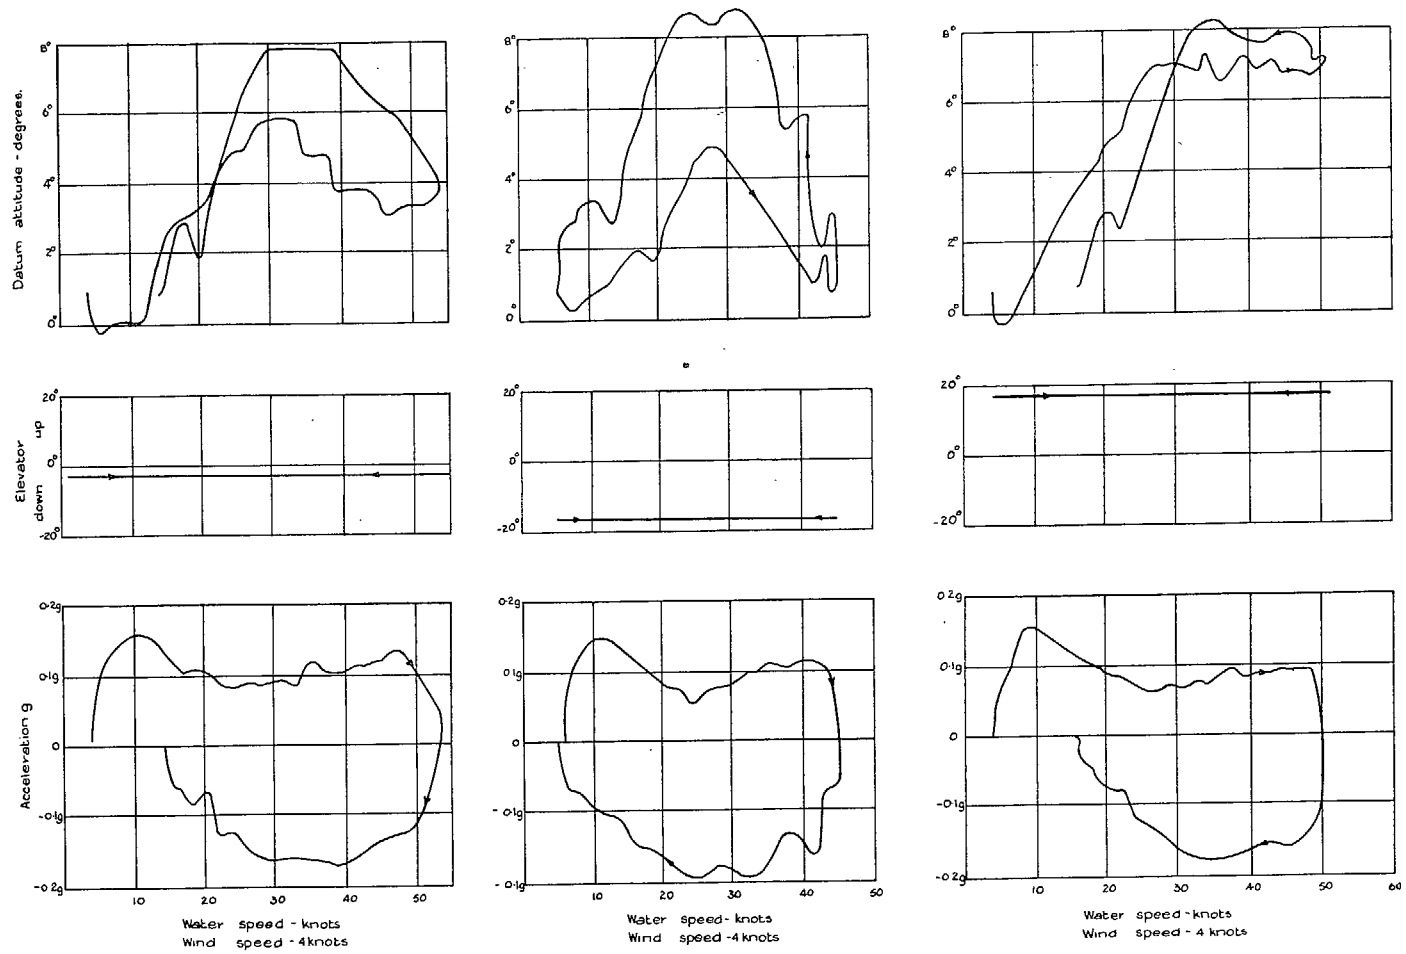 Datum attitude - degrees.
8°
6°
4°
2°
0°
8°
6°
4°
2°
0°
8°
6°
4°
2°
0°
Elevator
down up
20°
0°
-20°
20°
0°
-20°
20°
0°
-20°
Acceleration g
0.2g
0.1g
0
-0.1g
-0.2g
0.2g
0.1g
0
-0.1g
-0.1g
0.2g
0.1g
0
-0.1g
-0.2g
10 20 30 40 50
10 20 30 40 50
10 20 30 40 50 60
Water speed - knots
Wind speed - 4 knots
Water speed - knots
Wind speed - 4 knots
Water speed - knots
Wind speed - 4 knots